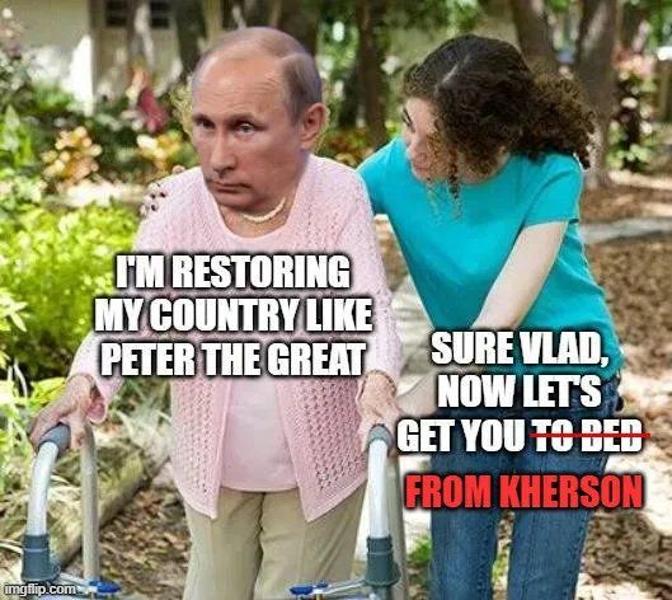 I'M RESTORING
MY COUNTRY LIKE
PETER THE GREAT
SURE VLAD,
NOW LET'S
GET YOU TO BED
FROM KHERSON
imgflip.com